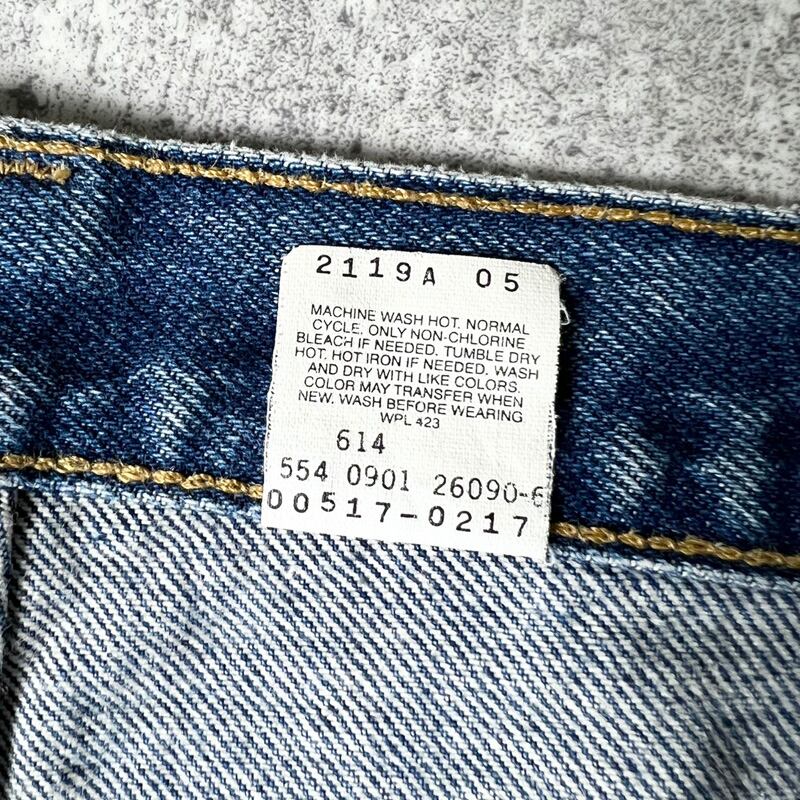 2119A 05
MACHINE WASH HOT. NORMAL
CYCLE. ONLY NON-CHLORINE
BLEACH IF NEEDED. TUMBLE DRY
HOT. HOT IRON IF NEEDED. WASH
AND DRY WITH LIKE COLORS.
COLOR MAY TRANSFER WHEN
NEW. WASH BEFORE WEARING
WPL 423
614
554 0901 26090-6
00517-0217